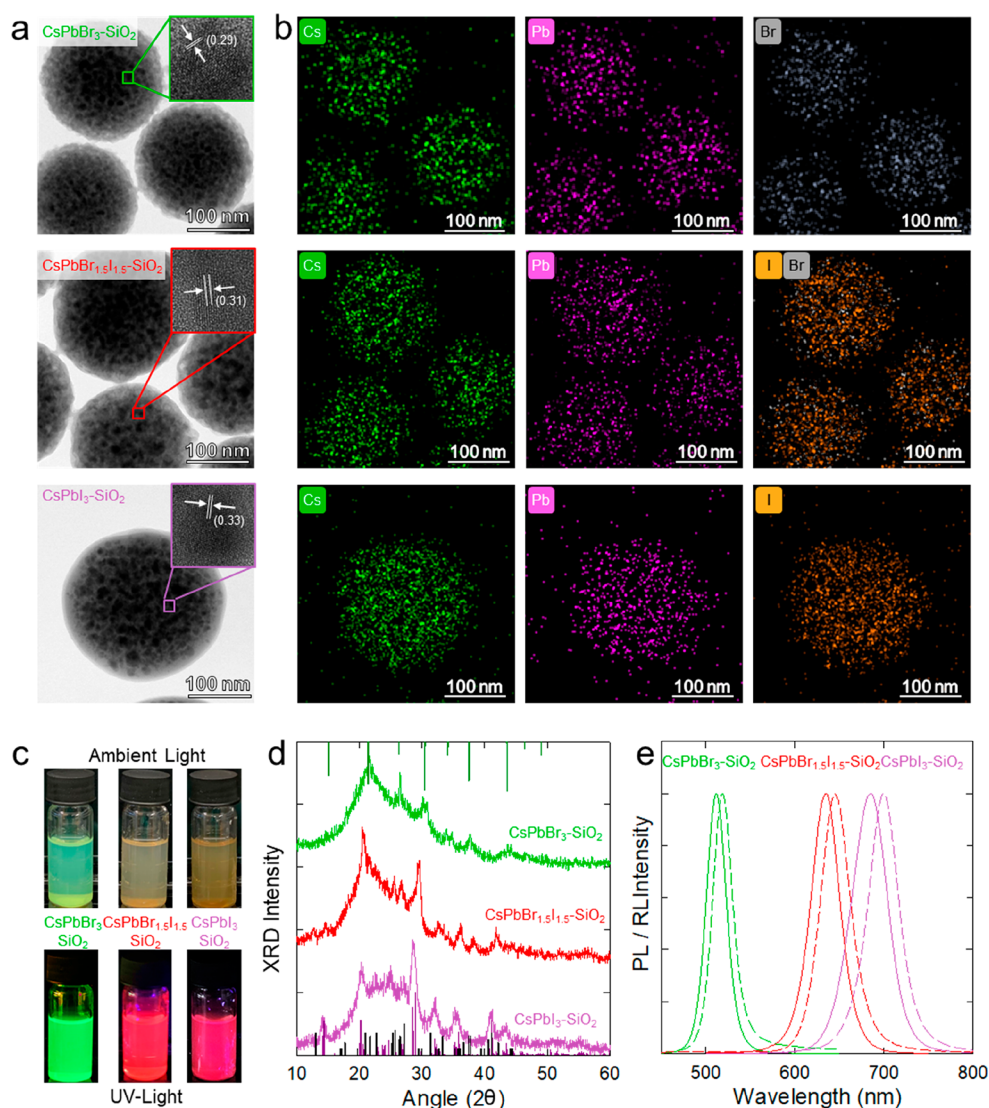 a
CsPbBr₃-SiO₂
(0.29)
100 nm
CsPbBr₁.₅I₁.₅-SiO₂
(0.31)
100 nm
CsPbI₃-SiO₂
(0.33)
100 nm
b
Cs
Pb
Br
100 nm
100 nm
100 nm
Cs
Pb
I
Br
100 nm
100 nm
100 nm
Cs
Pb
I
100 nm
100 nm
100 nm
c
Ambient Light
CsPbBr₃
SiO₂
CsPbBr₁.₅I₁.₅
SiO₂
CsPbI₃
SiO₂
UV-Light
d
XRD Intensity
CsPbBr₃-SiO₂
CsPbBr₁.₅I₁.₅-SiO₂
CsPbI₃-SiO₂
10 20 30 40 50 60
Angle (2θ)
e
PL / RL Intensity
CsPbBr₃-SiO₂
CsPbBr₁.₅I₁.₅-SiO₂
CsPbI₃-SiO₂
500 600 700 800
Wavelength (nm)